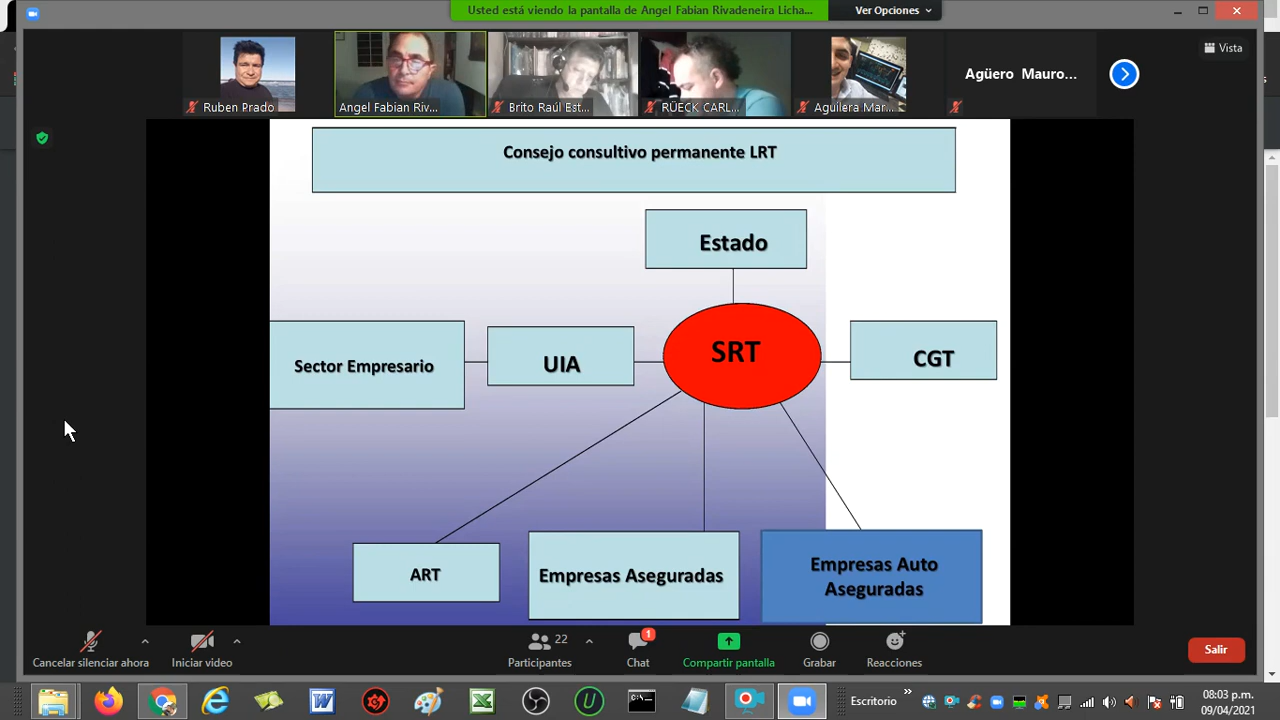 Usted está viendo la pantalla de Angel Fabian Rivadeneira Licha...
Ver Opciones
Vista
Ruben Prado
Angel Fabian Riv...
Brito Raúl Est...
RÜECK CARL...
Aguilera Mar...
Agüero Mauro...
Consejo consultivo permanente LRT
Estado
Sector Empresario
UIA
SRT
CGT
ART
Empresas Aseguradas
Empresas Auto
Aseguradas
Cancelar silenciar ahora
Iniciar video
22
Participantes
1
Chat
Compartir pantalla
Grabar
Reacciones
Salir
Escritorio
08:03 p.m.
09/04/2021